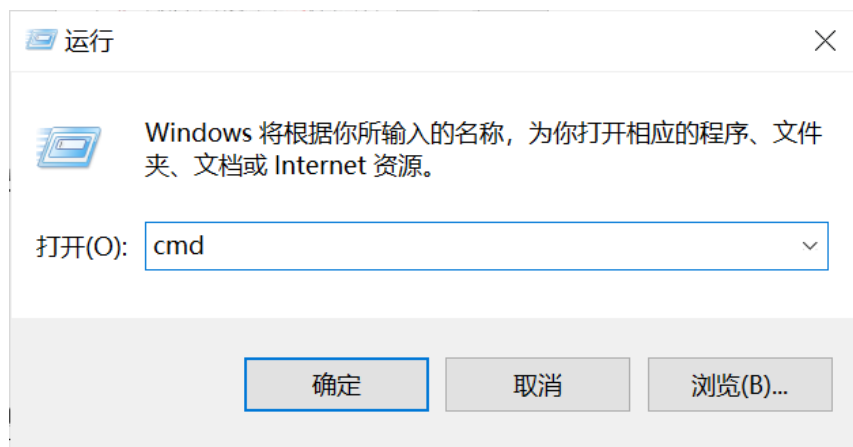 运行
Windows 将根据你所输入的名称，为你打开相应的程序、文件
夹、文档或 Internet 资源。
打开(O): cmd
确定 取消 浏览(B)...